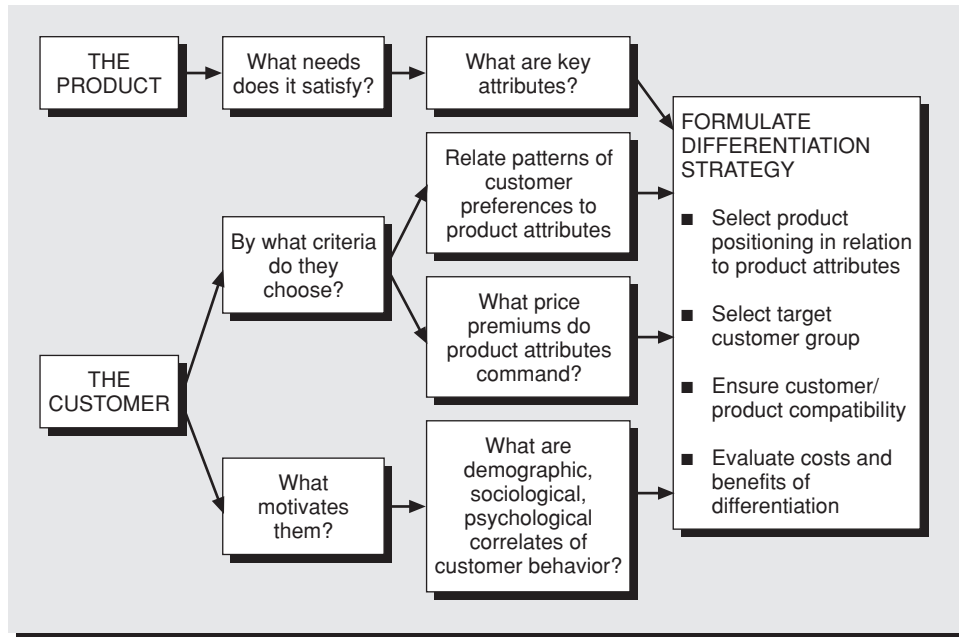 THE
PRODUCT
What needs
does it satisfy?
What are key
attributes?
FORMULATE
DIFFERENTIATION
STRATEGY
■ Select product
positioning in relation
to product attributes
■ Select target
customer group
■ Ensure customer/
product compatibility
■ Evaluate costs and
benefits of
differentiation
Relate patterns of
customer
preferences to
product attributes
By what criteria
do they
choose?
What price
premiums do
product attributes
command?
THE
CUSTOMER
What
motivates
them?
What are
demographic,
sociological,
psychological
correlates of
customer behavior?